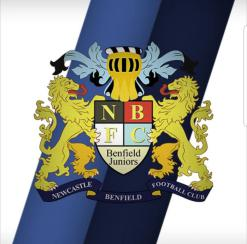 N B
F C
Benfield
Juniors
NEWCASTLE BENFIELD FOOTBALL CLUB